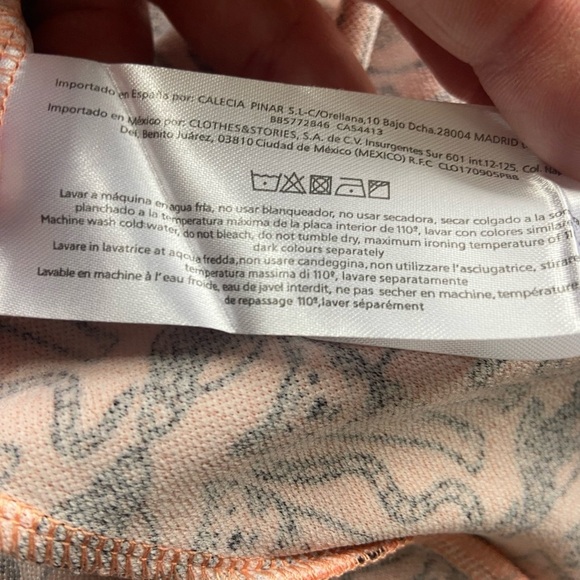 Importado en España por: CALECIA PINAR S.L-C/Orellana,10 Bajo Dcha.28004 MADRID
B85772846 CAS4413
Importado en México por: CLOTHES&STORIES, S.A. de C.V. Insurgentes Sur 601 int.12-125. Col.
Del. Benito Juárez, 03810 Ciudad de México (MEXICO) R.F.C CLO170905PB8
Lavar a máquina en agua fría, no usar blanqueador, no usar secadora, secar colgado a la
planchado a la temperatura máxima de la placa interior de 110º, lavar con colores
Machine wash cold water, do not bleach, do not tumble dry, maximum ironing temperature of
dark colours separately
Lavare in lavatrice at acqua fredda,non usare candeggina, non utilizzare l'asciugatrice,
temperatura massima di 110º, lavare separatamente
Lavable en machine à l'eau froide, eau de javel interdit, ne pas secher en machine, température
de repassage 110º,laver séparément